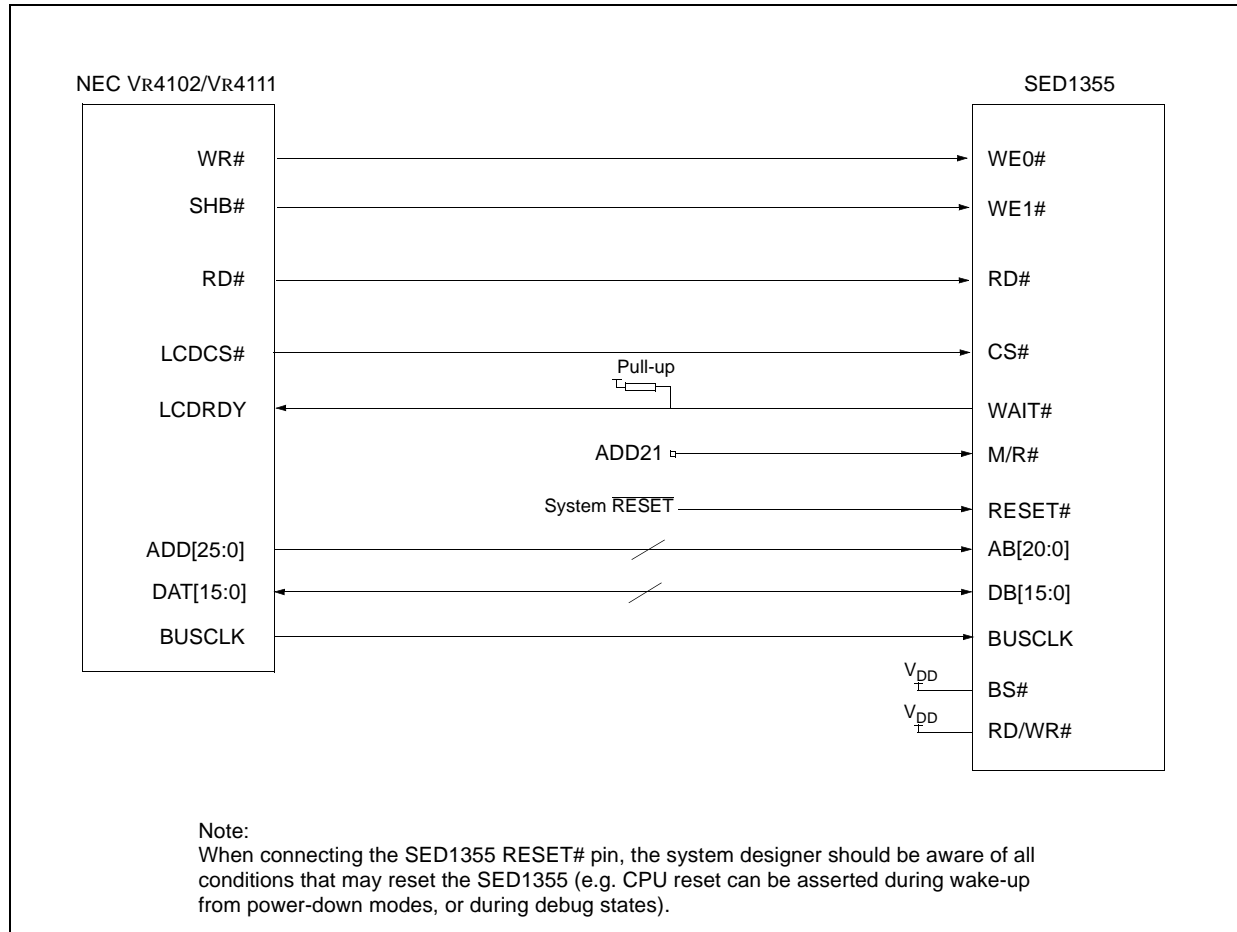 NEC VR4102/VR4111
SED1355
WR#
WE0#
SHB#
WE1#
RD#
RD#
LCDCS#
CS#
Pull-up
LCDRDY
WAIT#
ADD21
M/R#
System RESET
RESET#
ADD[25:0]
AB[20:0]
DAT[15:0]
DB[15:0]
BUSCLK
BUSCLK
VDD
BS#
VDD
RD/WR#
Note:
When connecting the SED1355 RESET# pin, the system designer should be aware of all
conditions that may reset the SED1355 (e.g. CPU reset can be asserted during wake-up
from power-down modes, or during debug states).